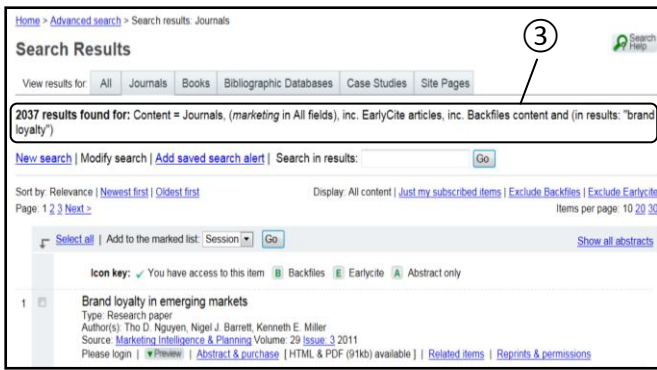 Home > Advanced search > Search results: Journals
③
Search Results
Search Help
View results for: All Journals Books Bibliographic Databases Case Studies Site Pages
2037 results found for: Content = Journals, (marketing in All fields), inc. EarlyCite articles, inc. Backfiles content and (in results: "brand
loyalty")
New search | Modify search | Add saved search alert | Search in results: Go
Sort by: Relevance | Newest first | Oldest first Display: All content | Just my subscribed items | Exclude Backfiles | Exclude Earlycite
Page: 1 2 3 Next > Items per page: 10 20 30
Select all | Add to the marked list: Session Go Show all abstracts
Icon key: ✓ You have access to this item B Backfiles E Earlycite A Abstract only
1 Brand loyalty in emerging markets
Type: Research paper
Author(s): Tho D. Nguyen, Nigel J. Barrett, Kenneth E. Miller
Source: Marketing Intelligence & Planning Volume: 29 Issue: 3 2011
Please login | ▼Preview | Abstract & purchase [ HTML & PDF (91kb) available ] | Related items | Reprints & permissions